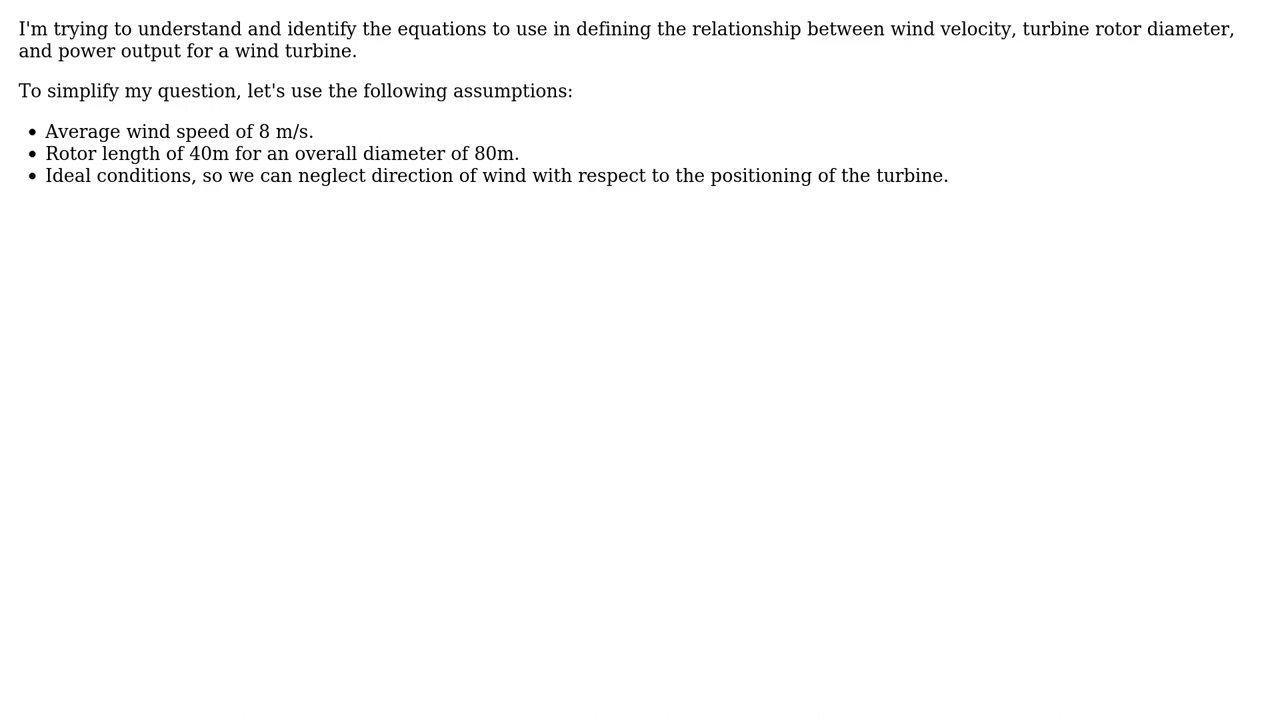 I'm trying to understand and identify the equations to use in defining the relationship between wind velocity, turbine rotor diameter,
and power output for a wind turbine.
To simplify my question, let's use the following assumptions:
• Average wind speed of 8 m/s.
• Rotor length of 40m for an overall diameter of 80m.
• Ideal conditions, so we can neglect direction of wind with respect to the positioning of the turbine.